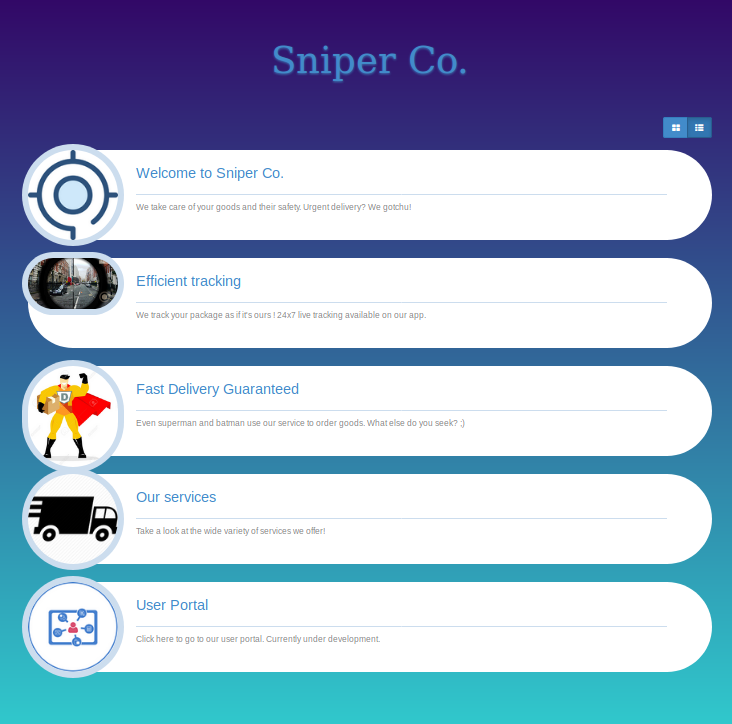 Sniper Co.
Welcome to Sniper Co.
We take care of your goods and their safety. Urgent delivery? We gotchu!
Efficient tracking
We track your package as if it's ours ! 24x7 live tracking available on our app.
D
Fast Delivery Guaranteed
Even superman and batman use our service to order goods. What else do you seek? ;)
Our services
Take a look at the wide variety of services we offer!
User Portal
Click here to go to our user portal. Currently under development.